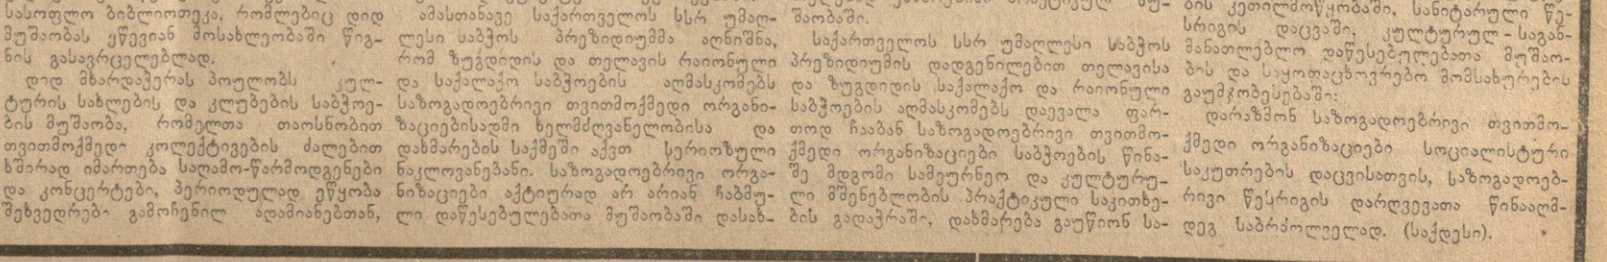 სასოფლო ბიბლიოთეკა, რომლებიც დიდ
მუშაობას ეწევიან მოსახლეობაში წიგ-
ნის გასავრცელებლად.
დიდ მხარდაჭერას პოულობს კულ-
ტურის სახლების და კლუბების საბჭოე-
ბის მუშაობა, რომელთა თაოსნობით
თვითმოქმედი კოლექტივების ძალებით
ხშირად იმართება საღამო-წარმოდგენები
და კონცერტები, პერიოდულად ეწყობა
შეხვედრები გამოჩენილ ადამიანებთან,
ამასთანავე საქართველოს სსრ უმაღ-
ლესი საბჭოს პრეზიდიუმმა აღნიშნა,
რომ ზუგდიდის და თელავის რაიონული
და საქალაქო საბჭოების აღმასკომებს
საზოგადოებრივი თვითმოქმედი ორგანი-
ზაციებისადმი ხელმძღვანელობისა და
დახმარების საქმეში აქვთ სერიოზული
ნაკლოვანებანი. საზოგადოებრივი ორგა-
ნიზაციები აქტიურად არ არიან ჩაბმუ-
ლი დაწესებულებათა მუშაობაში დასახ-
შაობაში.
საქართველოს სსრ უმაღლესი საბჭოს
პრეზიდიუმის დადგენილებით თელავისა
და ზუგდიდის საქალაქო და რაიონული
საბჭოების აღმასკომებს დაევალა ფარ-
თოდ ჩააბან საზოგადოებრივი თვითმო-
ქმედი ორგანიზაციები საბჭოების წინა-
შე მდგომი სამეურნეო და კულტურუ-
ლი მშენებლობის პრაქტიკული საკითხე-
ბის გადაჭრაში, დახმარება გაუწიონ სა-
ბის კეთილმოწყობაში, სანიტარული წე-
სრიგის დაცვაში, კულტურულ-საგან-
მანათლებლო დაწესებულებათა მუშაო-
ბის და საყოფაცხოვრებო მომსახურების
გაუმჯობესებაში:
დარაზმონ საზოგადოებრივი თვითმო-
ქმედი ორგანიზაციები სოციალისტური
საკუთრების დაცვისათვის, საზოგადოებ-
რივი წესრიგის დარღვევათა წინააღმ-
დეგ საბრძოლველად. (საქდესი).